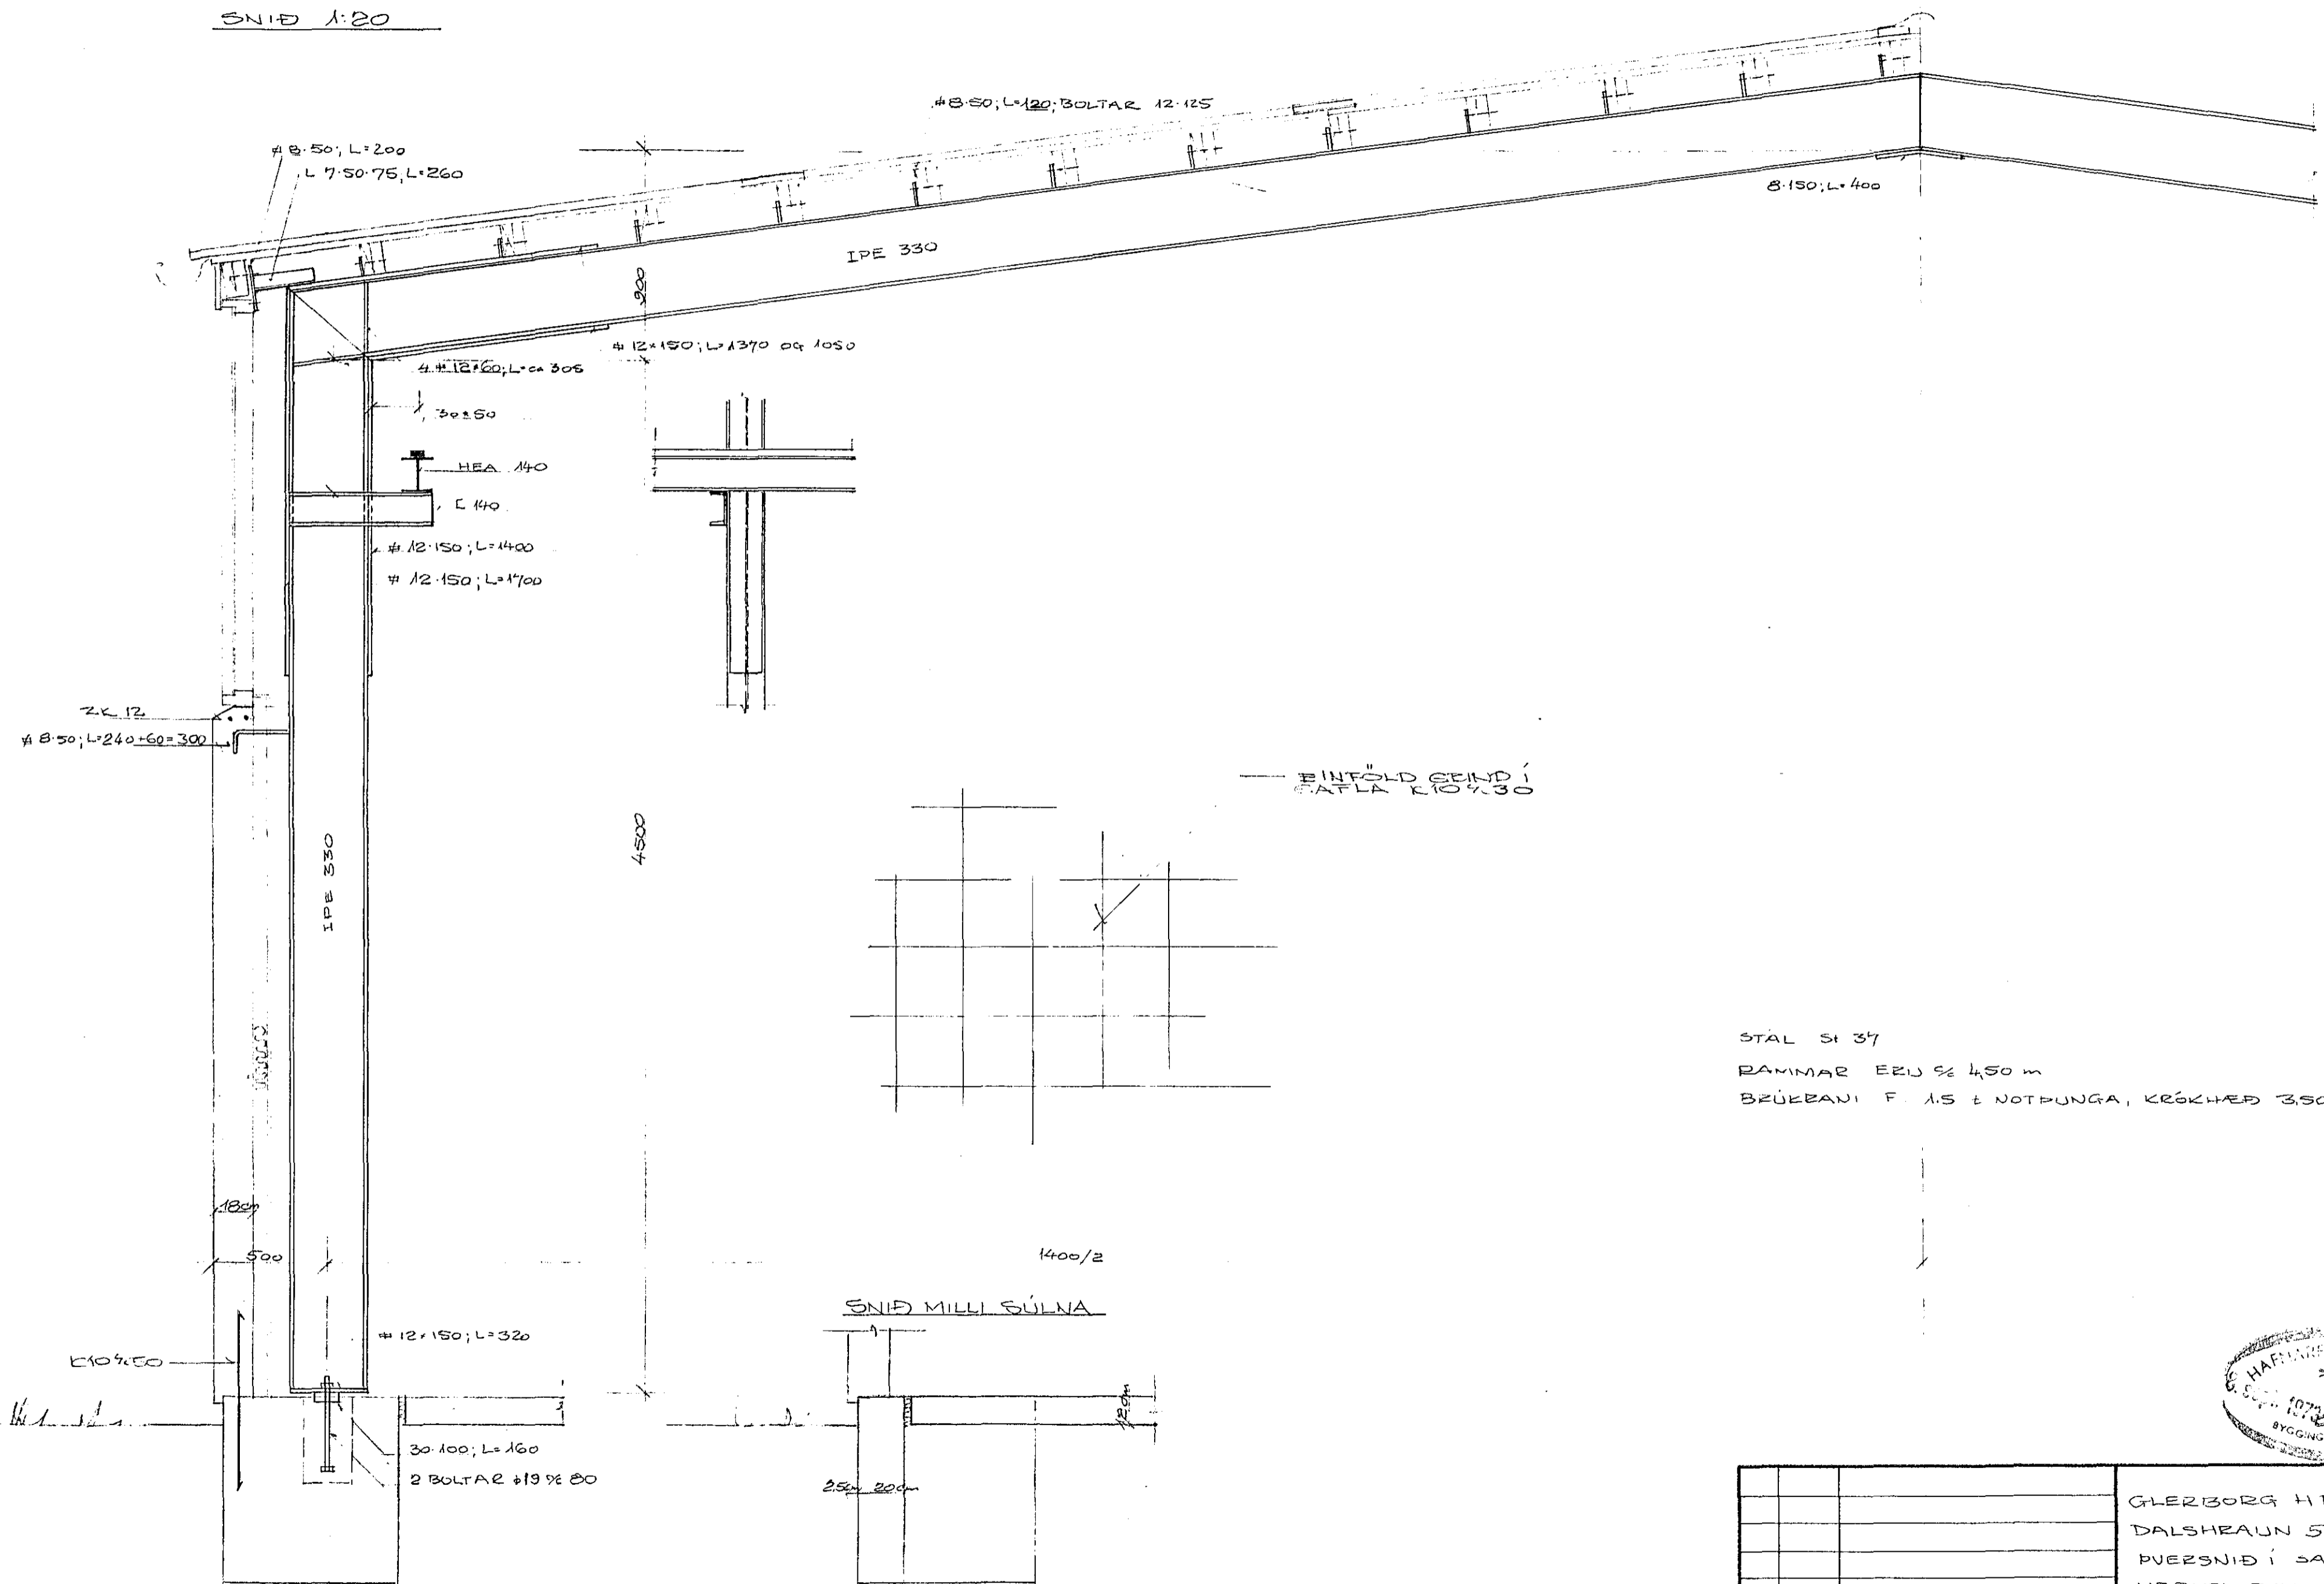 SNIÐ 1:20
#8·50; L=120; BOLTAR 12·125
#8·50; L=200
L 7·50·75, L=260
8·150; L=400
IPE 330
900
#12×150; L=1370 OG 1050
4 #12×60; L=ca 305
HEA 140
[ 140
#12·150; L=1400
#12·150; L=1700
ZK 12
#8·50; L=240+60=300
EINFÖLD GRIND Í
K10 % 30
4500
IPE 330
STÁL St 37
RAMMAR ERU % 4,50 m
BRÚKRANI F. 1.5 t NOTÞUNGA, KRÓKHÆÐ 3,50
18cm
500
1400/2
SNIÐ MILLI SÚLNA
#12×150; L=320
K10 % 50
12cm
30·100; L=160
2 BOLTAR ϕ19 % 80
25cm 20cm
1973
GLERBORG H
DALSHRAUN 5
ÞVERSNIÐ Í SA